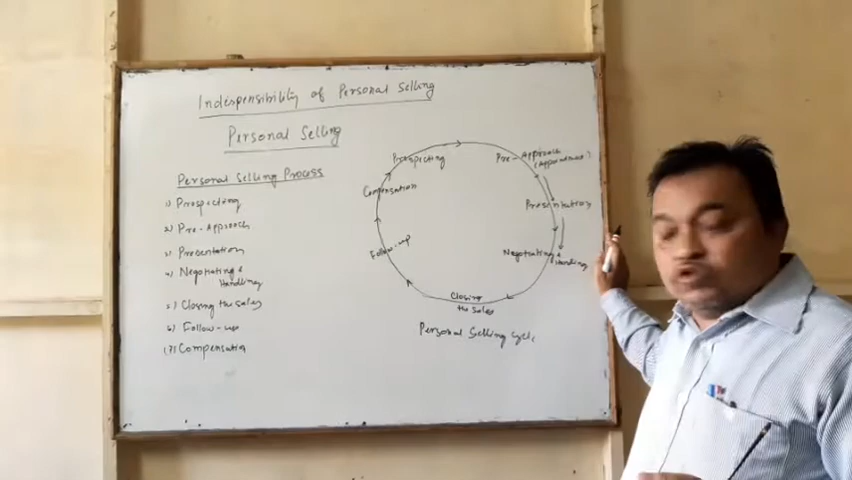 Indispensibility of Personal Selling
Personal Selling
Personal Selling Process
1) Prospecting
2) Pre-Approach
3) Presentation
4) Negotiating &
Handling
5) Closing the sales
6) Follow-up
(7) Compensation
Prospecting
Pre-Approach
(Appearance)
Presentation
Negotiating &
Handling
Closing
the sales
Follow-up
Compensation
Personal Selling Cycle